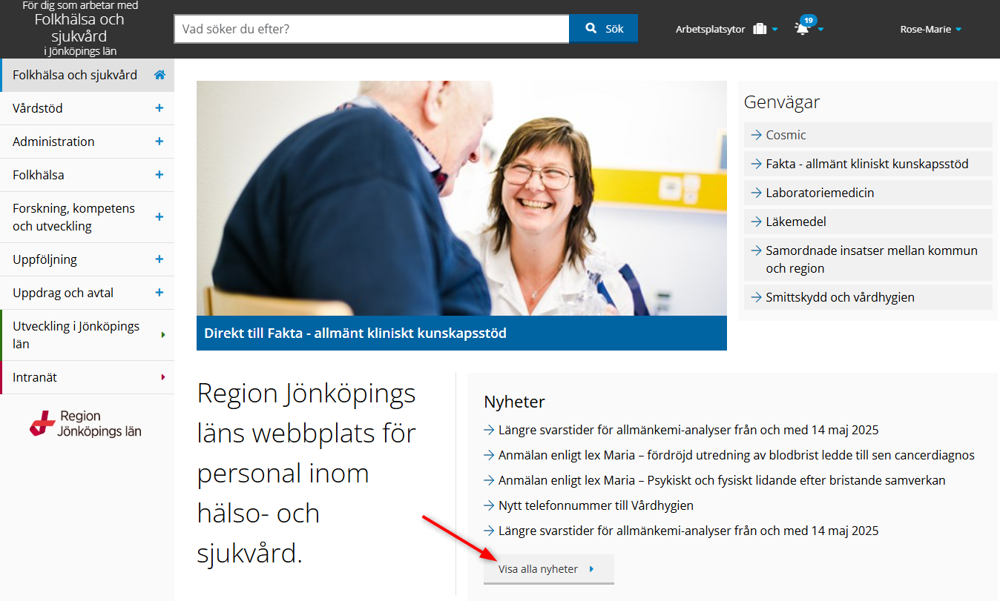 För dig som arbetar med
Folkhälsa och
sjukvård
i Jönköpings län
Vad söker du efter?
Sök
Arbetsplatsytor
19
Rose-Marie
Folkhälsa och sjukvård
Vårdstöd
Administration
Folkhälsa
Forskning, kompetens
och utveckling
Uppföljning
Uppdrag och avtal
Utveckling i Jönköpings
län
Intranät
Region
Jönköpings län
Direkt till Fakta - allmänt kliniskt kunskapsstöd
Genvägar
Cosmic
Fakta - allmänt kliniskt kunskapsstöd
Laboratoriemedicin
Läkemedel
Samordnade insatser mellan kommun
och region
Smittskydd och vårdhygien
Region Jönköpings
läns webbplats för
personal inom
hälso- och
sjukvård.
Nyheter
Längre svarstider för allmänkemi-analyser från och med 14 maj 2025
Anmälan enligt lex Maria – fördröjd utredning av blodbrist ledde till sen cancerdiagnos
Anmälan enligt lex Maria – Psykiskt och fysiskt lidande efter bristande samverkan
Nytt telefonnummer till Vårdhygien
Längre svarstider för allmänkemi-analyser från och med 14 maj 2025
Visa alla nyheter